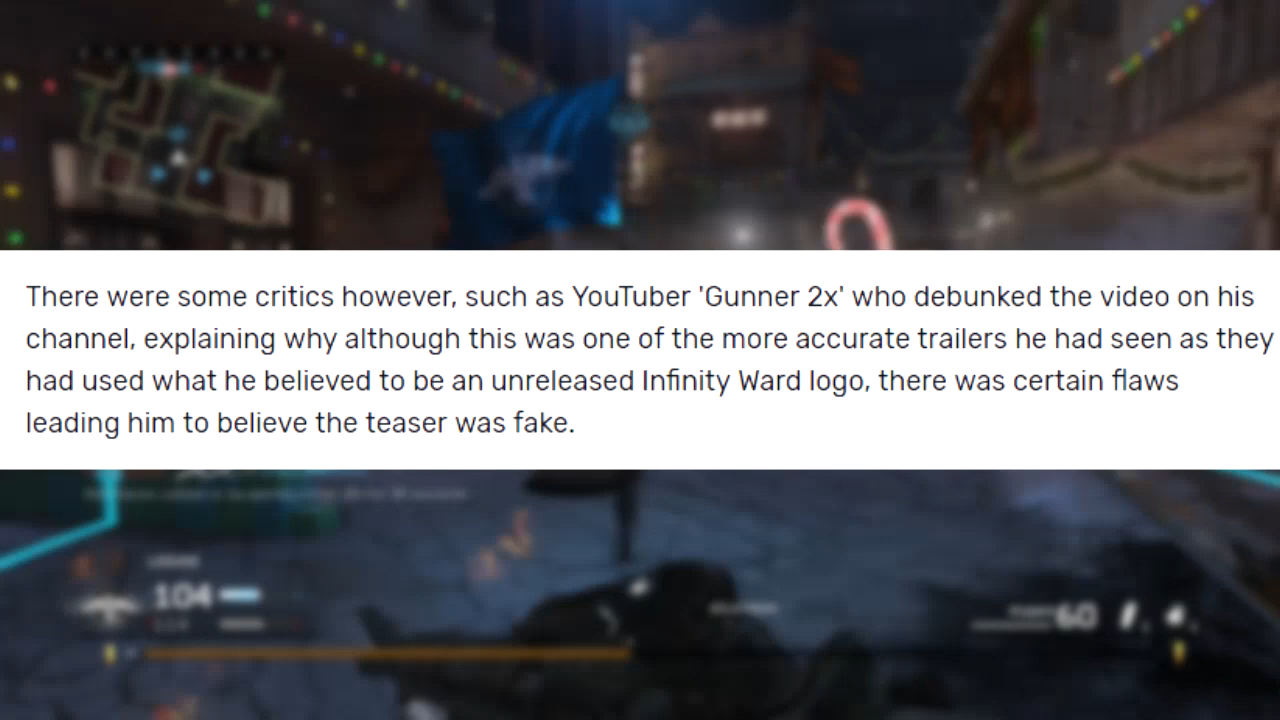 There were some critics however, such as YouTuber 'Gunner 2x' who debunked the video on his
channel, explaining why although this was one of the more accurate trailers he had seen as they
had used what he believed to be an unreleased Infinity Ward logo, there was certain flaws
leading him to believe the teaser was fake.
104
60